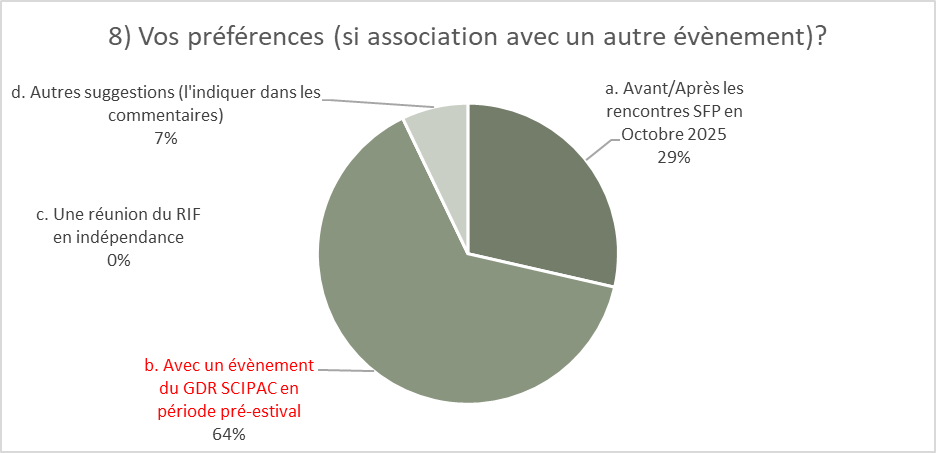 8) Vos préférences (si association avec un autre évènement)?
d. Autres suggestions (l'indiquer dans les
commentaires)
7%
a. Avant/Après les
rencontres SFP en
Octobre 2025
29%
c. Une réunion du RIF
en indépendance
0%
b. Avec un évènement
du GDR SCIPAC en
période pré-estival
64%